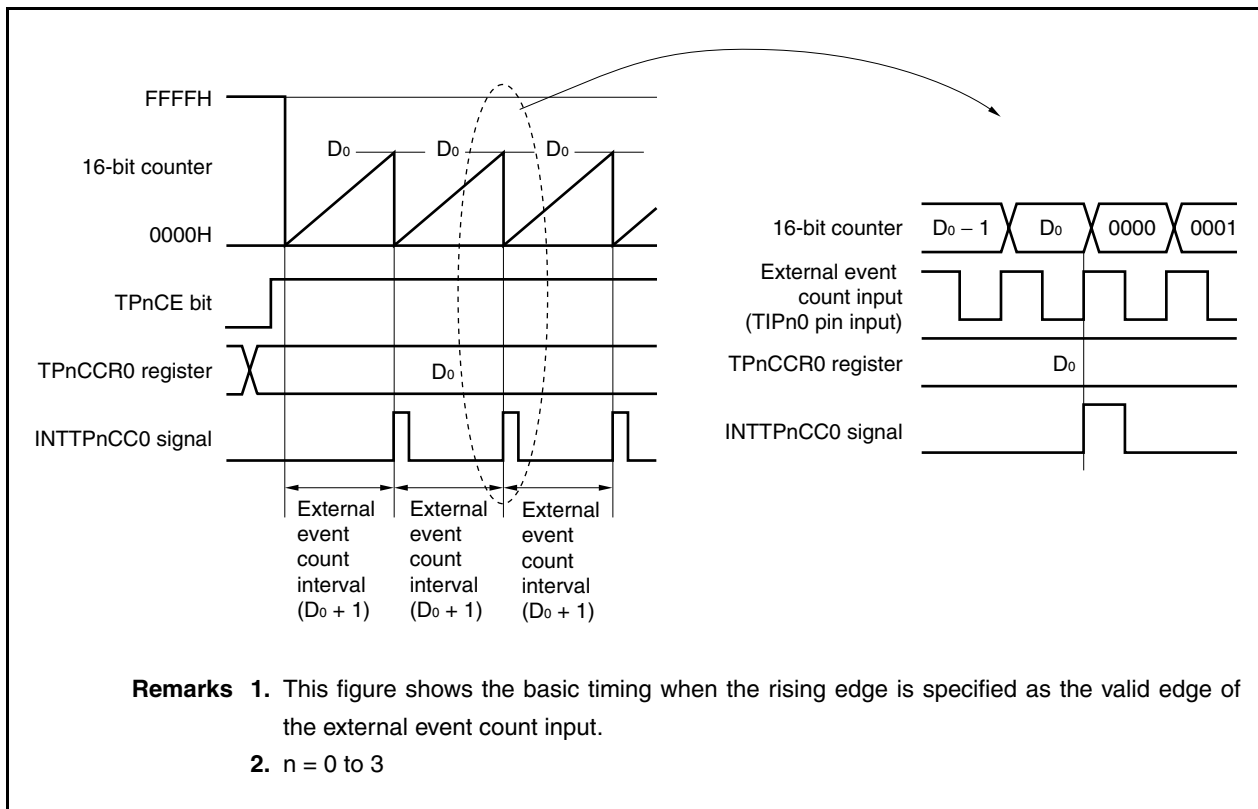 FFFFH
16-bit counter
0000H
D0
D0
D0
TPnCE bit
TPnCCR0 register
D0
INTTPnCC0 signal
External
event
count
interval
(D0 + 1)
External
event
count
interval
(D0 + 1)
External
event
count
interval
(D0 + 1)
16-bit counter
D0 − 1
D0
0000
0001
External event
count input
(TIPn0 pin input)
TPnCCR0 register
D0
INTTPnCC0 signal
Remarks 1. This figure shows the basic timing when the rising edge is specified as the valid edge of
the external event count input.
2. n = 0 to 3